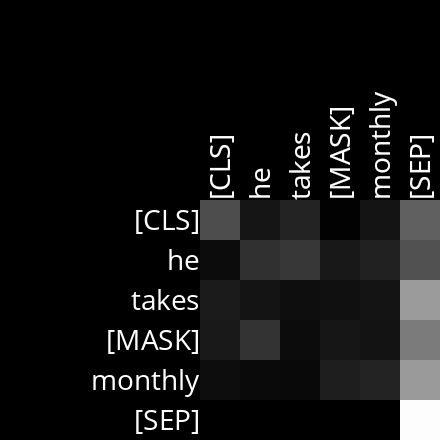 [CLS] he takes [MASK] monthly [SEP]
[CLS]
he
takes
[MASK]
monthly
[SEP]